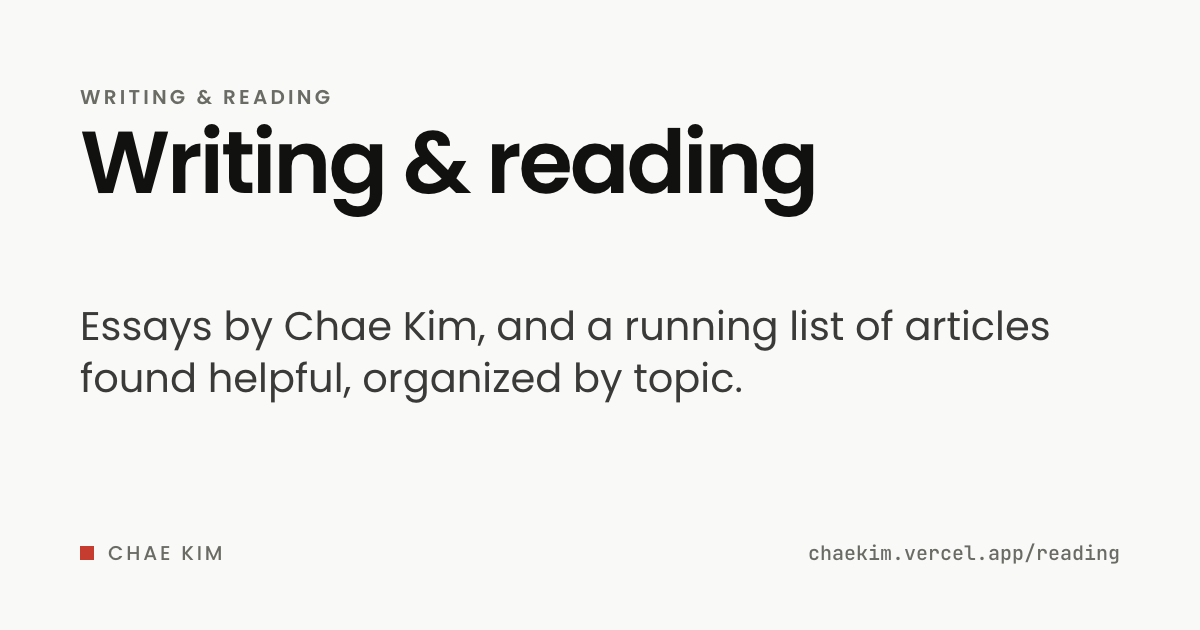 WRITING & READING
Writing & reading
Essays by Chae Kim, and a running list of articles
found helpful, organized by topic.
CHAE KIM
chaekim.vercel.app/reading